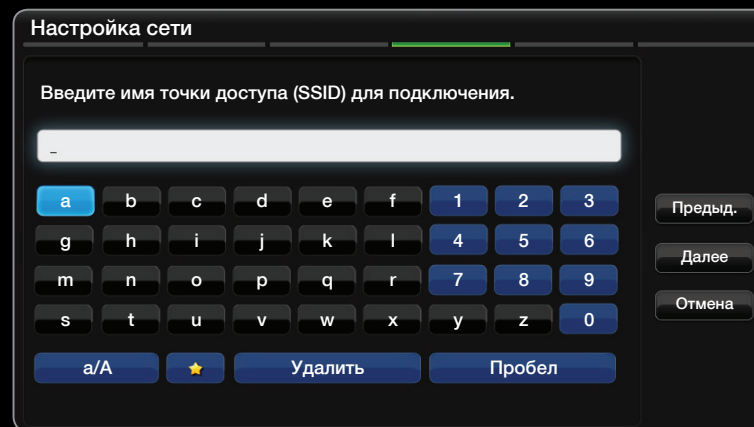 Настройка сети
Введите имя точки доступа (SSID) для подключения.
_
a b c d e f 1 2 3
g h i j k l 4 5 6
m n o p q r 7 8 9
s t u v w x y z 0
a/A Удалить Пробел
Предыд.
Далее
Отмена